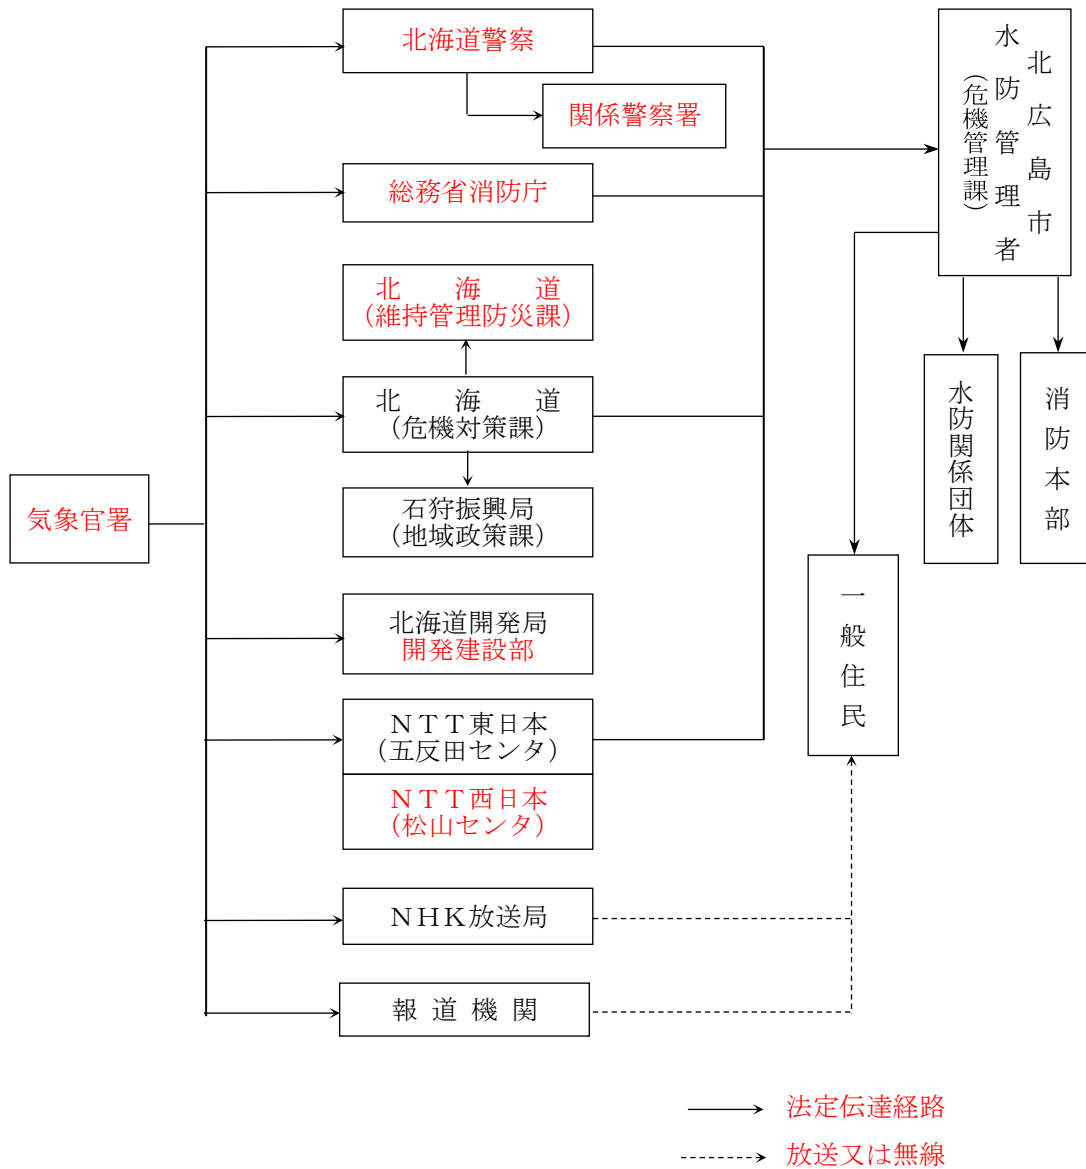 北海道警察
関係警察署
総務省消防庁
北　海　道
（維持管理防災課）
北　海　道
（危機対策課）
石狩振興局
（地域政策課）
気象官署
北海道開発局
開発建設部
ＮＴＴ東日本
（五反田センタ）
ＮＴＴ西日本
（松山センタ）
ＮＨＫ放送局
報道機関
北広島市
水防管理者
（危機管理課）
水防関係団体
消防本部
一般住民
法定伝達経路
放送又は無線